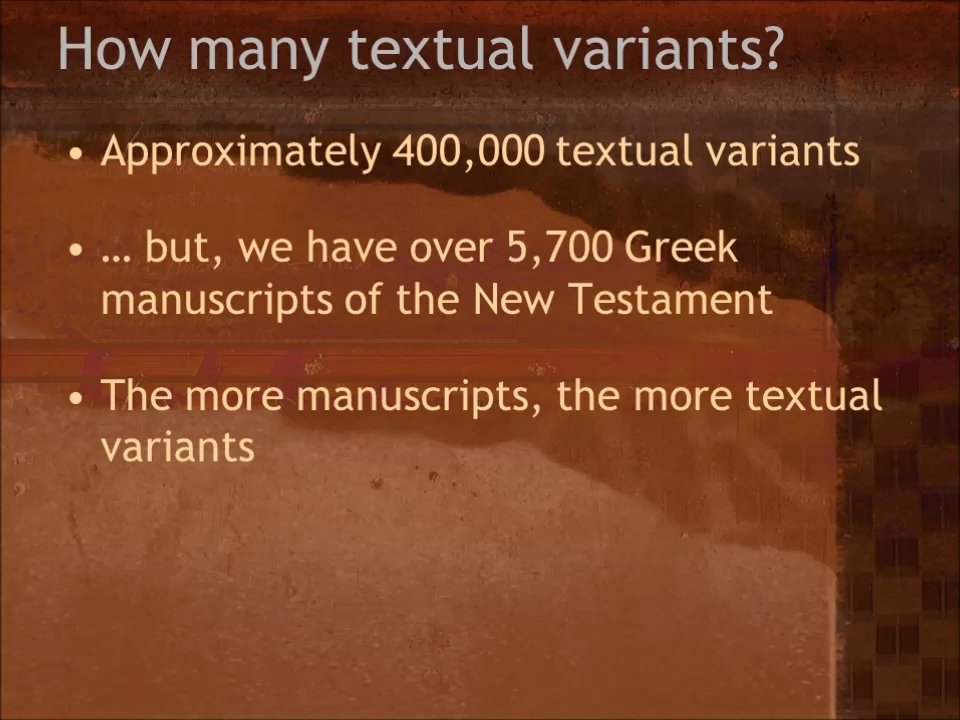 How many textual variants?
• Approximately 400,000 textual variants
• … but, we have over 5,700 Greek
manuscripts of the New Testament
• The more manuscripts, the more textual
variants